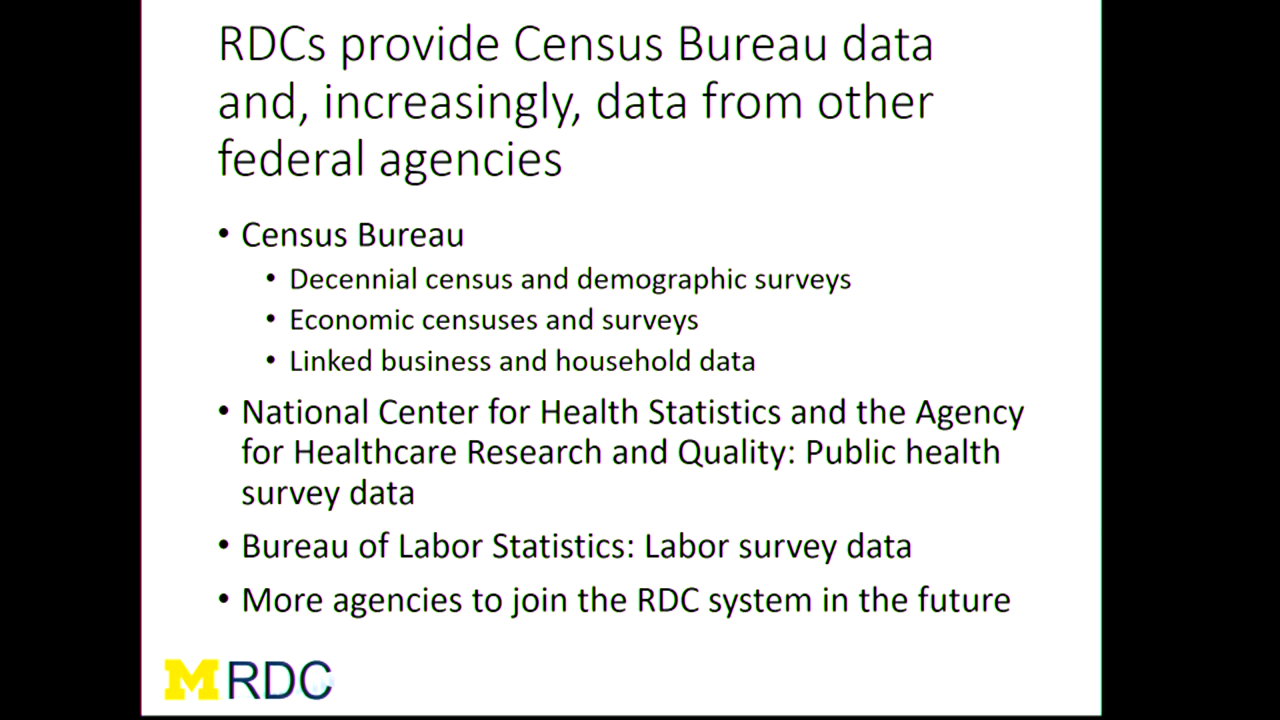 RDCs provide Census Bureau data
and, increasingly, data from other
federal agencies
• Census Bureau
• Decennial census and demographic surveys
• Economic censuses and surveys
• Linked business and household data
• National Center for Health Statistics and the Agency
for Healthcare Research and Quality: Public health
survey data
• Bureau of Labor Statistics: Labor survey data
• More agencies to join the RDC system in the future
M RDC